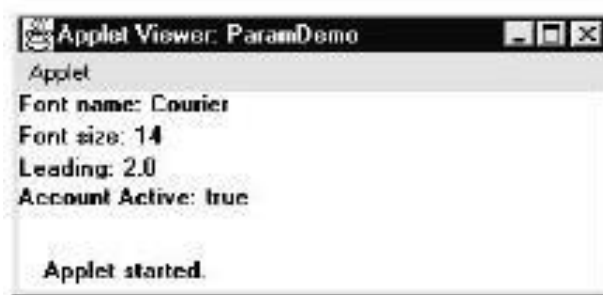 Applet Viewer: ParamDemo
Applet
Font name: Courier
Font size: 14
Leading: 2.0
Account Active: true
Applet started.